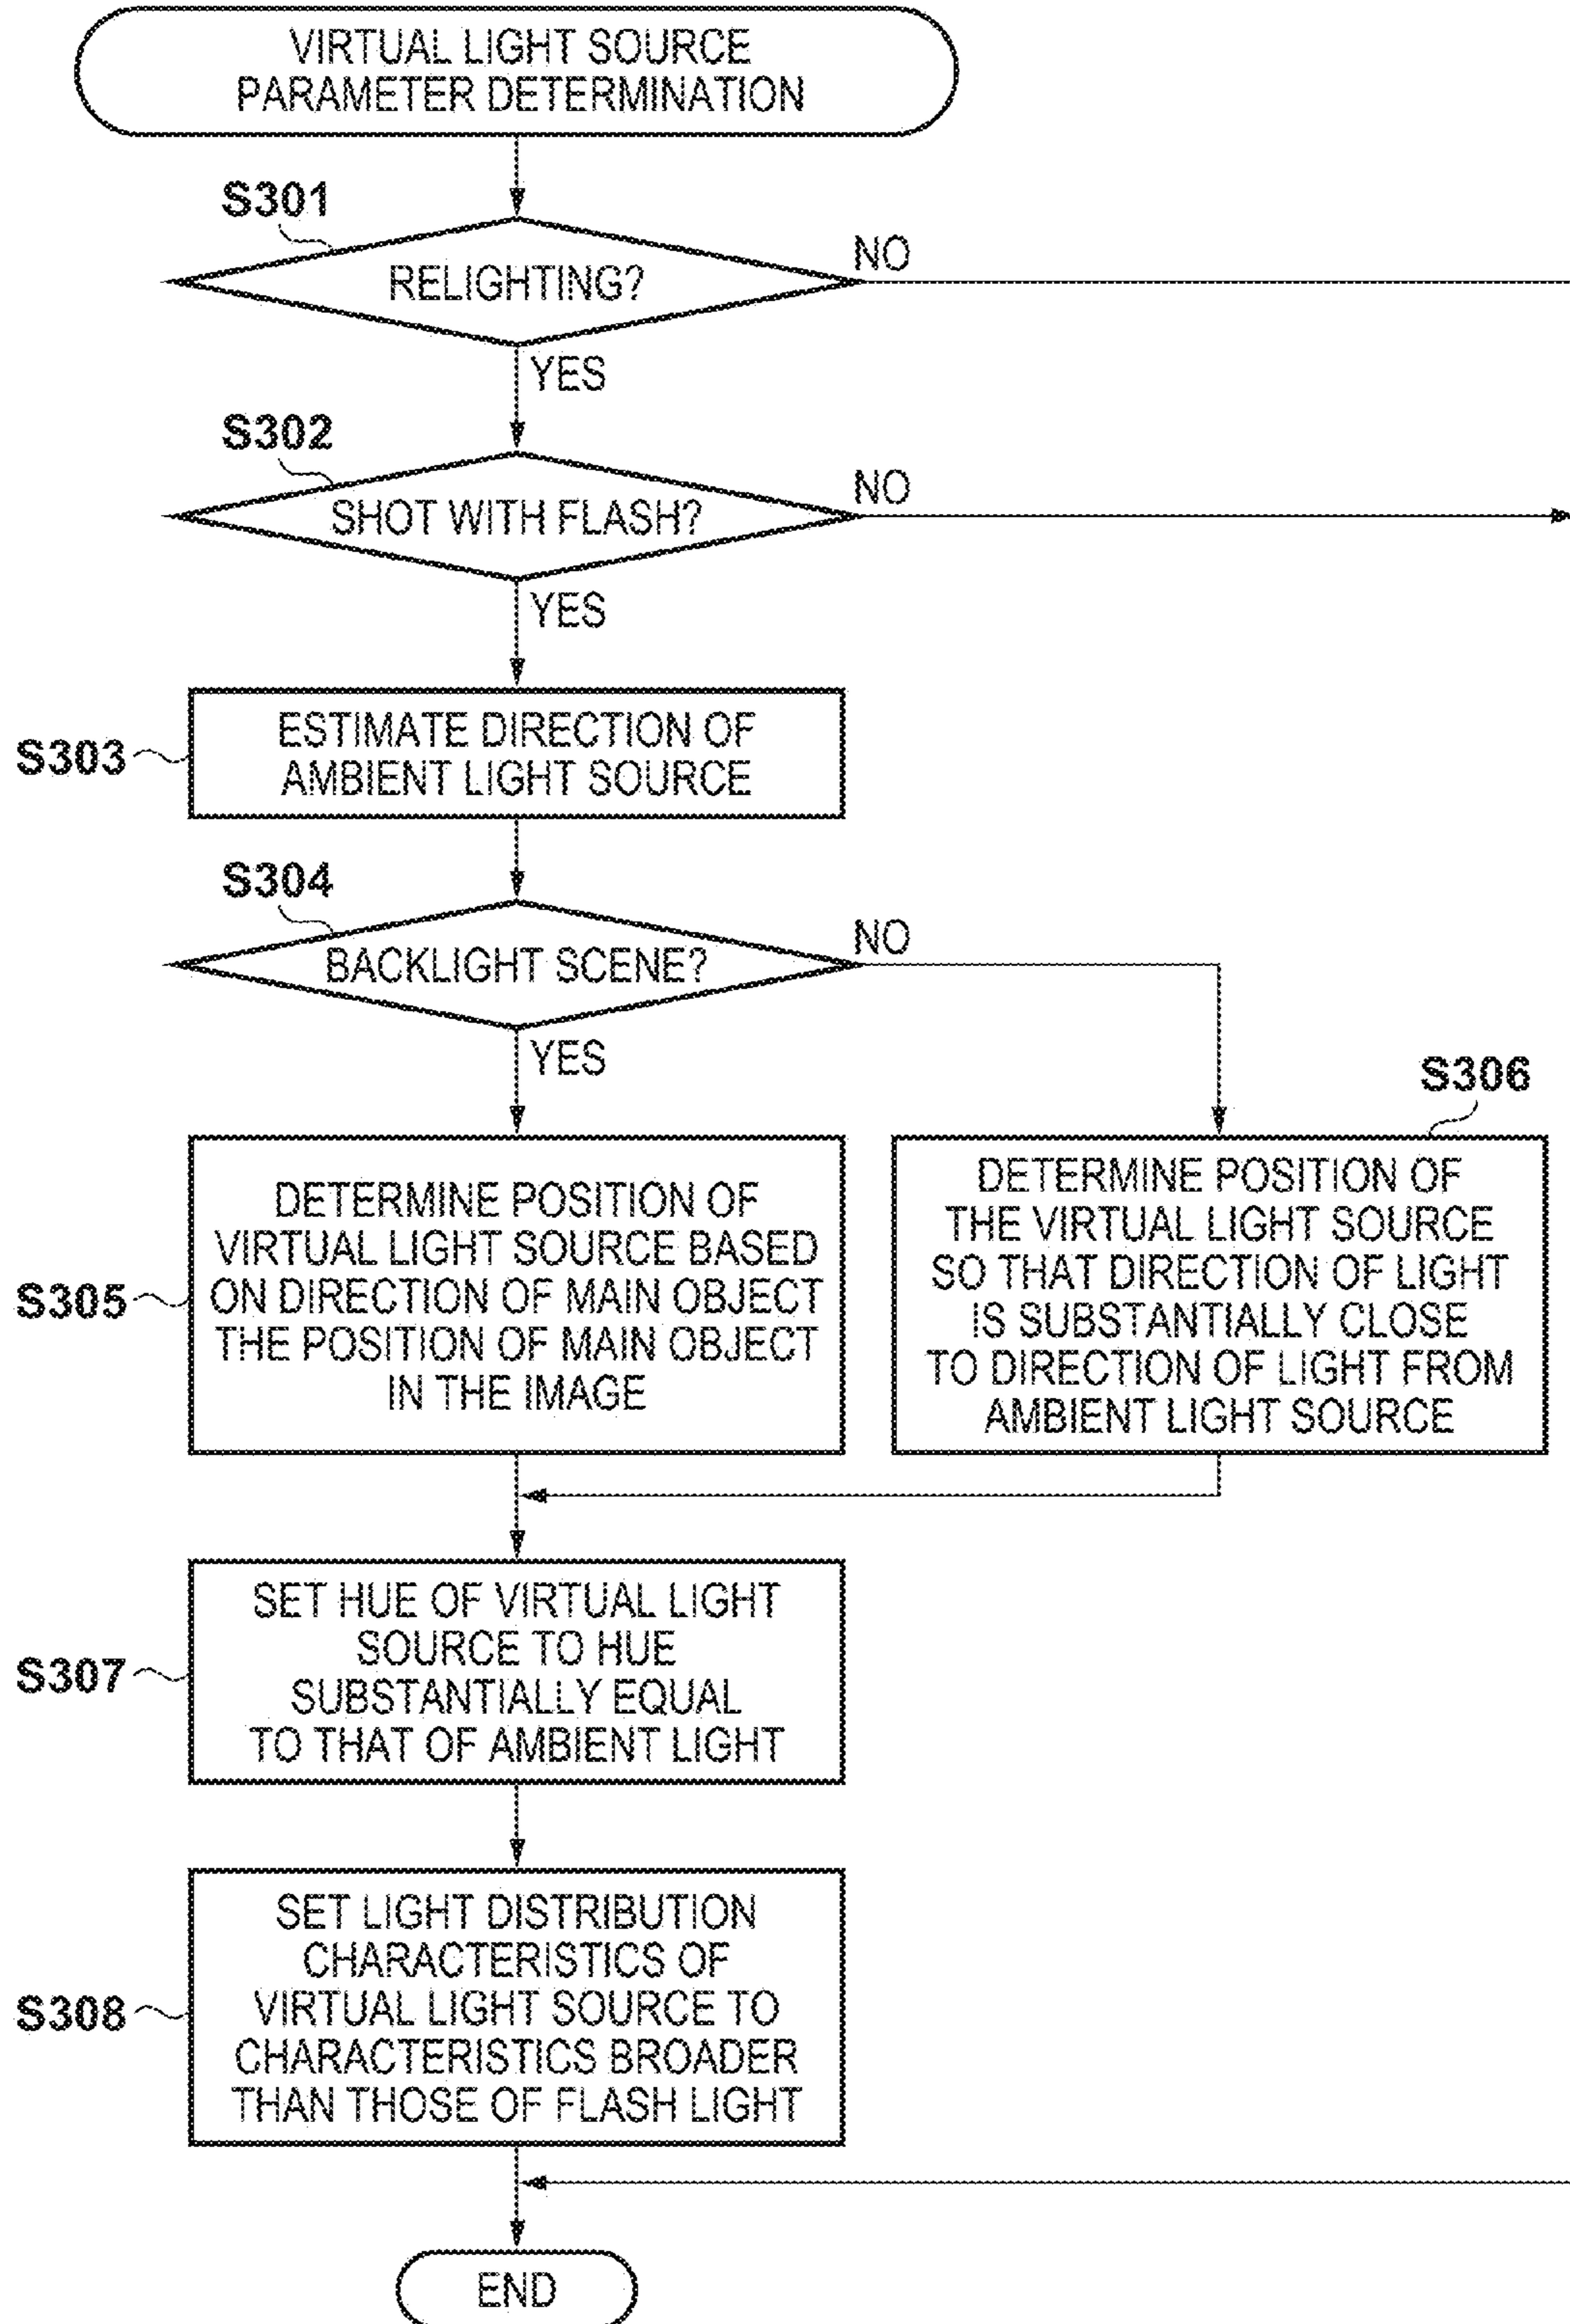 VIRTUAL LIGHT SOURCE
PARAMETER DETERMINATION
S301
RELIGHTING?
NO
YES
S302
SHOT WITH FLASH?
NO
YES
S303
ESTIMATE DIRECTION OF
AMBIENT LIGHT SOURCE
S304
BACKLIGHT SCENE?
NO
YES
S305
DETERMINE POSITION OF
VIRTUAL LIGHT SOURCE BASED
ON DIRECTION OF MAIN OBJECT
THE POSITION OF MAIN OBJECT
IN THE IMAGE
S306
DETERMINE POSITION OF
THE VIRTUAL LIGHT SOURCE
SO THAT DIRECTION OF LIGHT
IS SUBSTANTIALLY CLOSE
TO DIRECTION OF LIGHT FROM
AMBIENT LIGHT SOURCE
S307
SET HUE OF VIRTUAL LIGHT
SOURCE TO HUE
SUBSTANTIALLY EQUAL
TO THAT OF AMBIENT LIGHT
S308
SET LIGHT DISTRIBUTION
CHARACTERISTICS OF
VIRTUAL LIGHT SOURCE TO
CHARACTERISTICS BROADER
THAN THOSE OF FLASH LIGHT
END